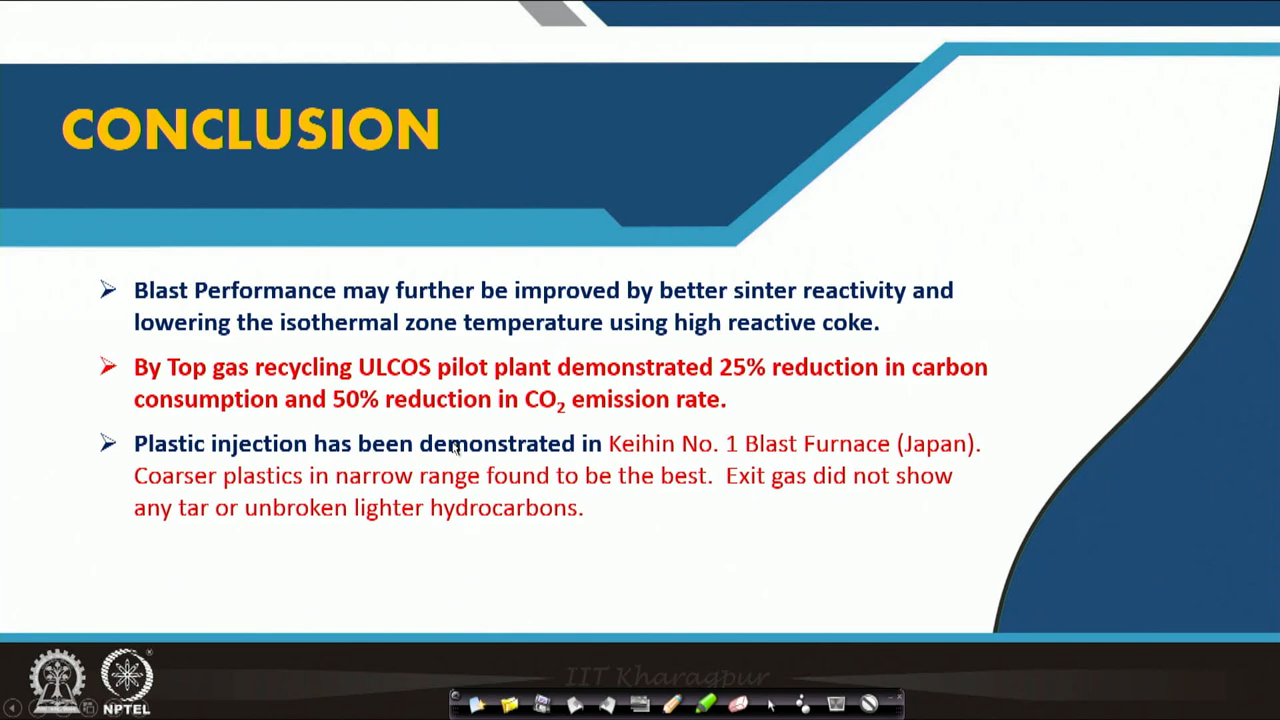 CONCLUSION
Blast Performance may further be improved by better sinter reactivity and
lowering the isothermal zone temperature using high reactive coke.
By Top gas recycling ULCOS pilot plant demonstrated 25% reduction in carbon
consumption and 50% reduction in CO₂ emission rate.
Plastic injection has been demonstrated in Keihin No. 1 Blast Furnace (Japan).
Coarser plastics in narrow range found to be the best. Exit gas did not show
any tar or unbroken lighter hydrocarbons.
IIT Kharagpur
NPTEL